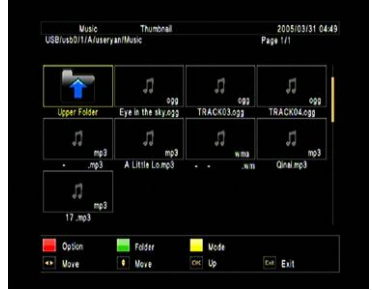 Music Thumbnail 2005/03/31 04:49
USB/usb0/1/A/useryan/Music Page 1/1
ogg ogg ogg
Upper Folder Eye in the sky.ogg TRACK03.ogg TRACK04.ogg
mp3 mp3 wma mp3
- .mp3 A Little Lo.mp3 - - .wm Qinai.mp3
mp3
17 .mp3
Option Folder Mode
Move Move OK Up Exit Exit